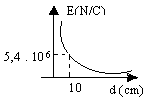 E(N/C)
5,4 . 10⁶
10
d (cm)